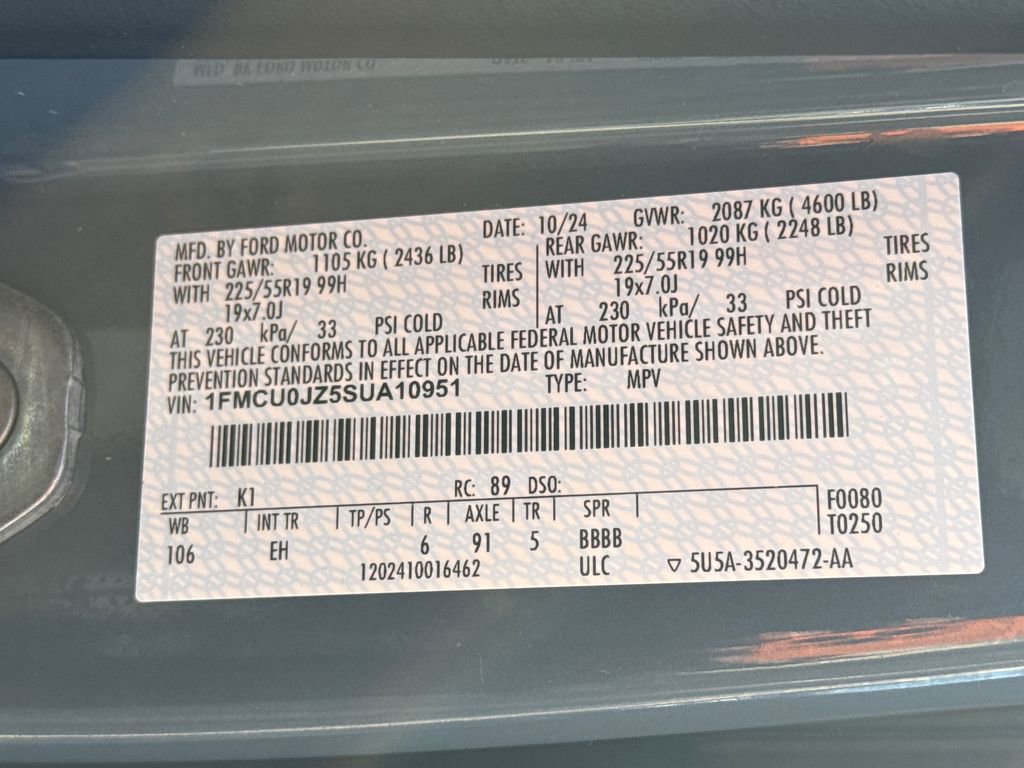 MFD. BY FORD MOTOR CO.
MFD. BY FORD MOTOR CO. DATE: 10/24 GVWR: 2087 KG ( 4600 LB)
FRONT GAWR: 1105 KG ( 2436 LB) REAR GAWR: 1020 KG ( 2248 LB)
WITH 225/55R19 99H TIRES WITH 225/55R19 99H TIRES
19x7.0J RIMS 19x7.0J RIMS
AT 230 kPa/ 33 PSI COLD AT 230 kPa/ 33 PSI COLD
THIS VEHICLE CONFORMS TO ALL APPLICABLE FEDERAL MOTOR VEHICLE SAFETY AND THEFT
PREVENTION STANDARDS IN EFFECT ON THE DATE OF MANUFACTURE SHOWN ABOVE.
VIN: 1FMCU0JZ5SUA10951 TYPE: MPV
EXT PNT: K1 RC: 89 DSO:
WB INT TR TP/PS R AXLE TR SPR F0080
106 EH 6 91 5 BBBB T0250
1202410016462 ULC ▽ 5U5A-3520472-AA